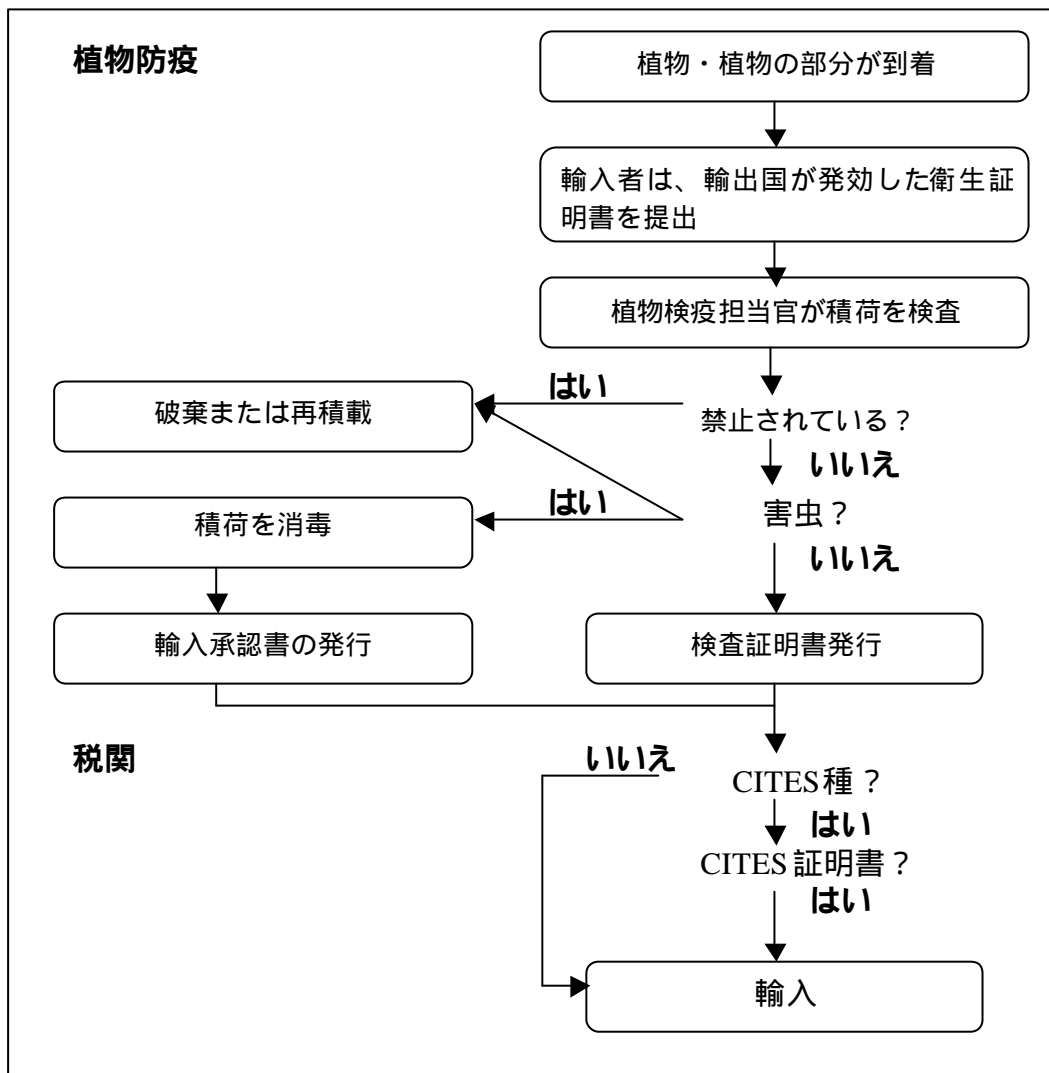 植物防疫
植物・植物の部分が到着
輸入者は、輸出国が発効した衛生証
明書を提出
植物検疫担当官が積荷を検査
はい
破棄または再積載
禁止されている？
いいえ
はい
積荷を消毒
害虫？
いいえ
輸入承認書の発行
検査証明書発行
税関
いいえ
CITES種？
はい
CITES証明書？
はい
輸入